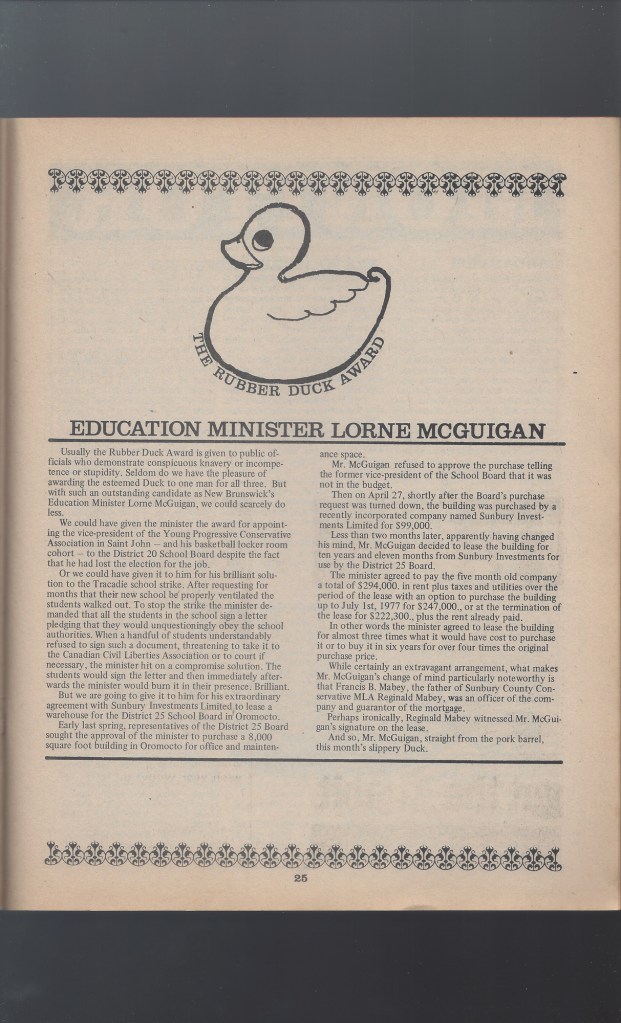 THE RUBBER DUCK AWARD
EDUCATION MINISTER LORNE MCGUIGAN
Usually the Rubber Duck Award is given to public of-
ficials who demonstrate conspicuous knavery or incompe-
tence or stupidity. Seldom do we have the pleasure of
awarding the esteemed Duck to one man for all three. But
with such an outstanding candidate as New Brunswick's
Education Minister Lorne McGuigan, we could scarcely do
less.
We could have given the minister the award for appoint-
ing the vice-president of the Young Progressive Conservative
Association in Saint John — and his basketball locker room
cohort — to the District 20 School Board despite the fact
that he had lost the election for the job.
Or we could have given it to him for his brilliant solu-
tion to the Tracadie school strike. After requesting for
months that their new school be properly ventilated the
students walked out. To stop the strike the minister de-
manded that all the students in the school sign a letter
pledging that they would unquestioningly obey the school
authorities. When a handful of students understandably
refused to sign such a document, threatening to take it to
the Canadian Civil Liberties Association or to court if
necessary, the minister hit on a compromise solution. The
students would sign the letter and then immediately after-
wards the minister would burn it in their presence. Brilliant.
But we are going to give it to him for his extraordinary
agreement with Sunbury Investments Limited to lease a
warehouse for the District 25 School Board in Oromocto.
Early last spring, representatives of the District 25 Board
sought the approval of the minister to purchase a 8,000
square foot building in Oromocto for office and mainten-
ance space.
Mr. McGuigan refused to approve the purchase telling
the former vice-president of the School Board that it was
not in the budget.
Then on April 27, shortly after the Board's purchase
request was turned down, the building was purchased by a
recently incorporated company named Sunbury Invest-
ments Limited for $99,000.
Less than two months later, apparently having changed
his mind, Mr. McGuigan decided to lease the building for
ten years and eleven months from Sunbury Investments for
use by the District 25 Board.
The minister agreed to pay the five month old company
a total of $294,000. in rent plus taxes and utilities over the
period of the lease with an option to purchase the building
up to July 1st, 1977 for $247,000., or at the termination of
the lease for $222,300., plus the rent already paid.
In other words the minister agreed to lease the building
for almost three times what it would have cost to purchase
it or to buy it in six years for over four times the original
purchase price.
While certainly an extravagant arrangement, what makes
Mr. McGuigan's change of mind particularly noteworthy is
that Francis B. Mabey, the father of Sunbury County Con-
servative MLA Reginald Mabey, was an officer of the com-
pany and guarantor of the mortgage.
Perhaps ironically, Reginald Mabey witnessed Mr. McGui-
gan's signature on the lease.
And so, Mr. McGuigan, straight from the pork barrel,
this month's slippery Duck.
25